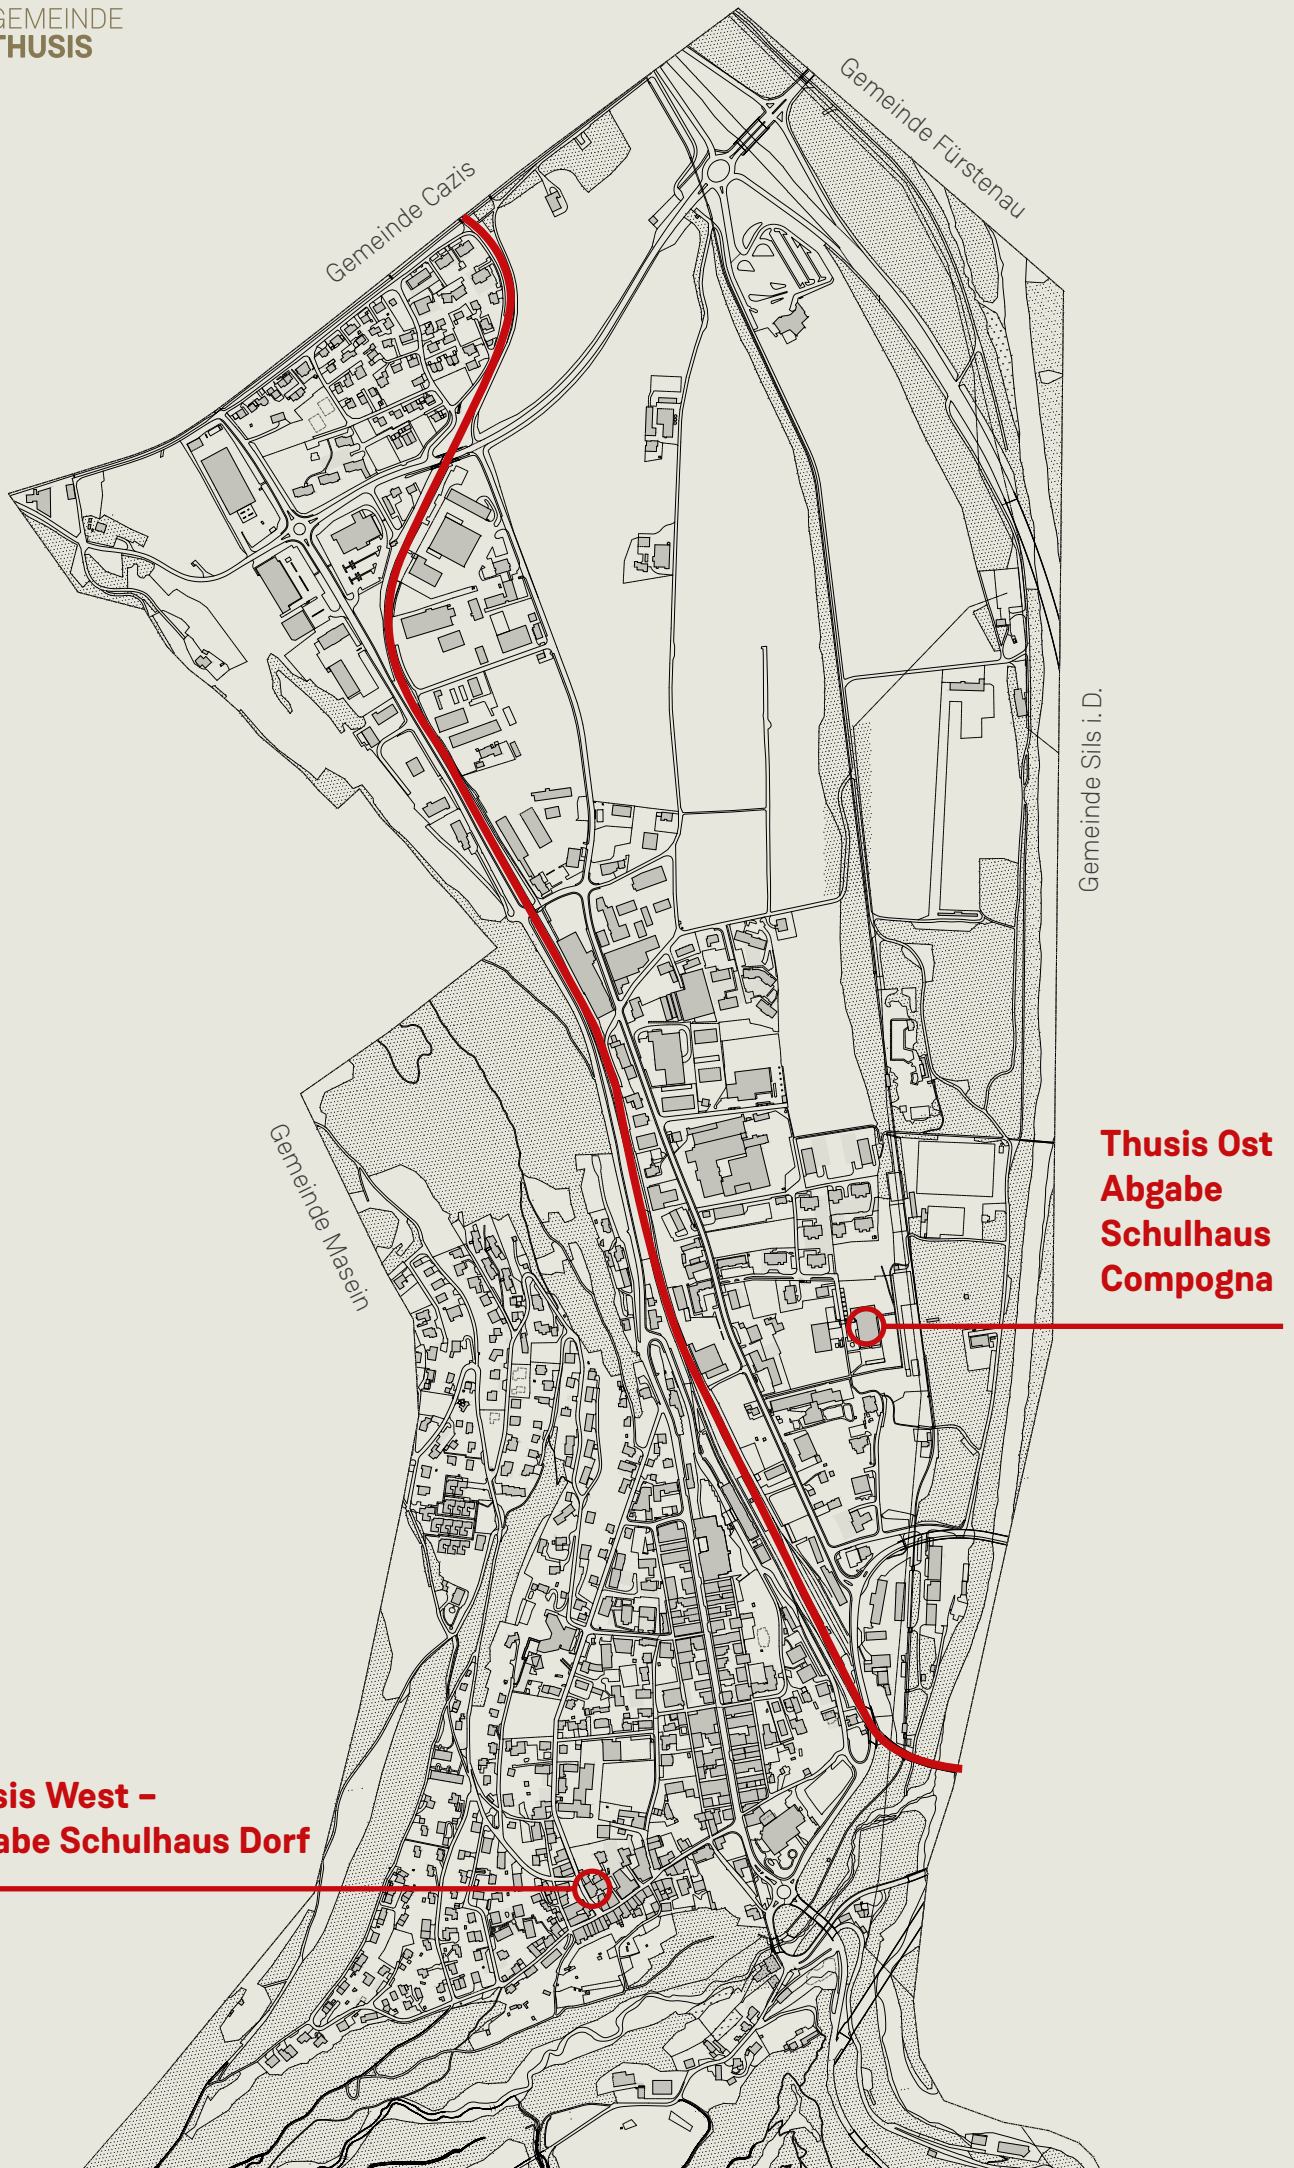 GEMEINDE
THUSIS
Gemeinde Fürstenau
Gemeinde Cazis
Gemeinde Sils i. D.
Gemeinde Masein
Thusis Ost
Abgabe
Schulhaus
Compogna
sis West –
abe Schulhaus Dorf